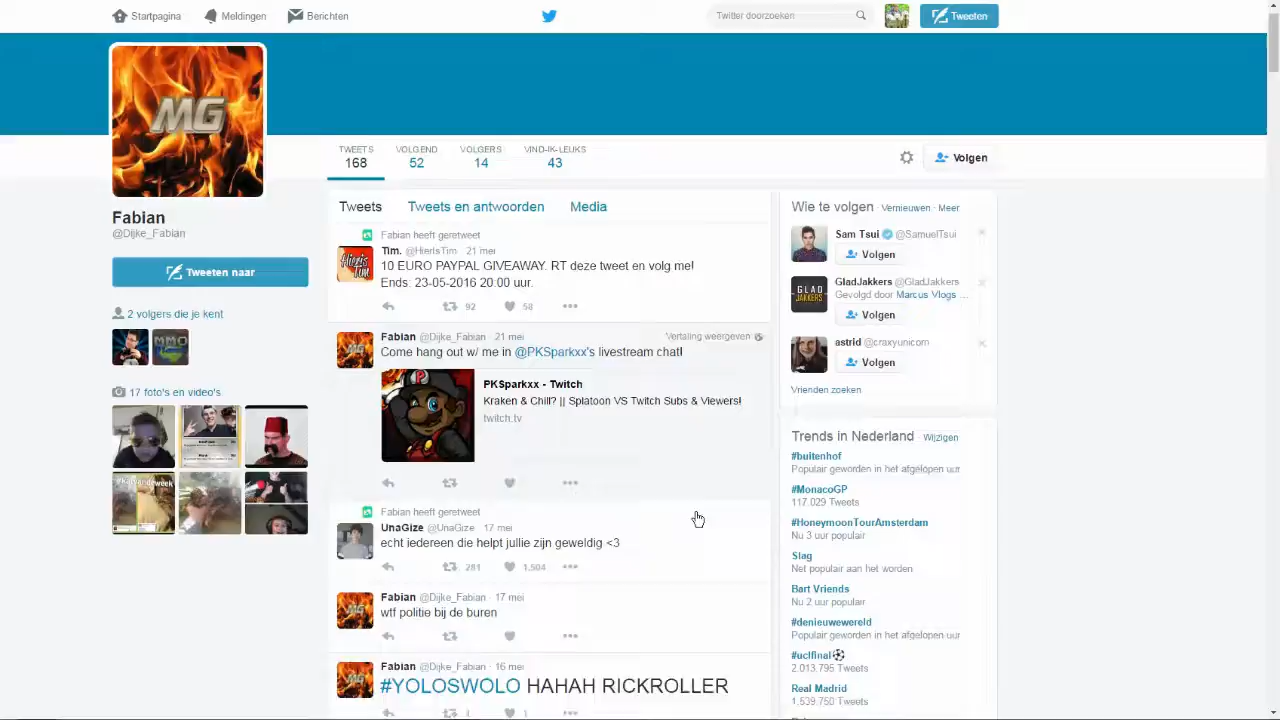 Startpagina
Meldingen
Berichten
Twitter doorzoeken
Tweeten
MG
TWEETS
168
VOLGEND
52
VOLGERS
14
VIND-IK-LEUKS
43
Volgen
Fabian
@Dijke_Fabian
Tweeten naar
2 volgers die je kent
MMO
17 foto's en video's
Tweets
Tweets en antwoorden
Media
Fabian heeft geretweet
Tim. @HierIsTim · 21 mei
10 EURO PAYPAL GIVEAWAY. RT deze tweet en volg me!
Ends: 23-05-2016 20:00 uur.
92
58
Fabian @Dijke_Fabian · 21 mei
Vertaling weergeven
Come hang out w/ me in @PKSparkxx's livestream chat!
PKSparkxx - Twitch
Kraken & Chill? || Splatoon VS Twitch Subs & Viewers!
twitch.tv
Fabian heeft geretweet
UnaGize @UnaGize · 17 mei
echt iedereen die helpt jullie zijn geweldig <3
281
1.504
Fabian @Dijke_Fabian · 17 mei
wtf politie bij de buren
Fabian @Dijke_Fabian · 16 mei
#YOLOSWOLO HAHAH RICKROLLER
1
1
Wie te volgen · Vernieuwen · Meer
Sam Tsui @SamuelTsui
Volgen
GLAD
JAKKERS
GladJakkers @GladJakkers
Gevolgd door Marcus Vlogs ...
Volgen
astrid @craxyunicorn
Volgen
Vrienden zoeken
Trends in Nederland · Wijzigen
#buitenhof
Populair geworden in het afgelopen uur
#MonacoGP
117.029 Tweets
#HoneymoonTourAmsterdam
Nu 3 uur populair
Slag
Net populair aan het worden
Bart Vriends
Nu 2 uur populair
#denieuwewereld
Populair geworden in het afgelopen uur
#uclfinal
2.013.795 Tweets
Real Madrid
1.539.750 Tweets